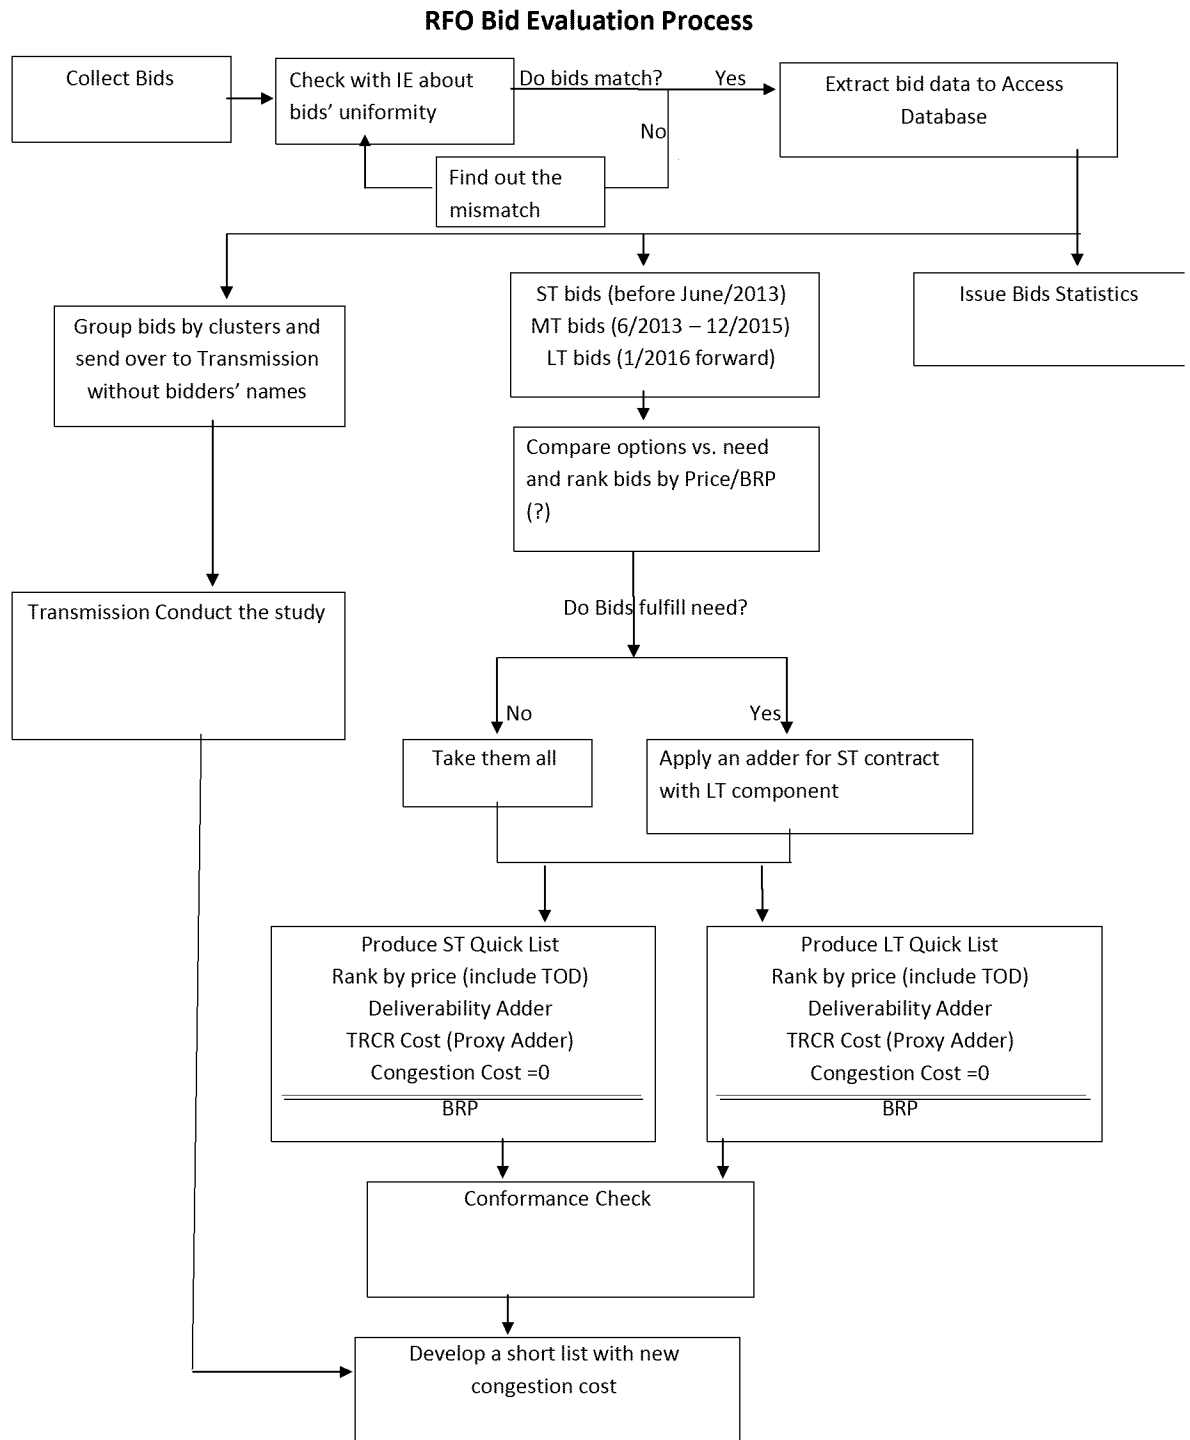 RFO Bid Evaluation Process
Collect Bids
Check with IE about
bids’ uniformity
Do bids match?
Yes
Extract bid data to Access
Database
No
Find out the
mismatch
Group bids by clusters and
send over to Transmission
without bidders’ names
ST bids (before June/2013)
MT bids (6/2013 – 12/2015)
LT bids (1/2016 forward)
Issue Bids Statistics
Compare options vs. need
and rank bids by Price/BRP
(?)
Transmission Conduct the study
Do Bids fulfill need?
No
Yes
Take them all
Apply an adder for ST contract
with LT component
Produce ST Quick List
Rank by price (include TOD)
Deliverability Adder
TRCR Cost (Proxy Adder)
Congestion Cost =0
BRP
Produce LT Quick List
Rank by price (include TOD)
Deliverability Adder
TRCR Cost (Proxy Adder)
Congestion Cost =0
BRP
Conformance Check
Develop a short list with new
congestion cost